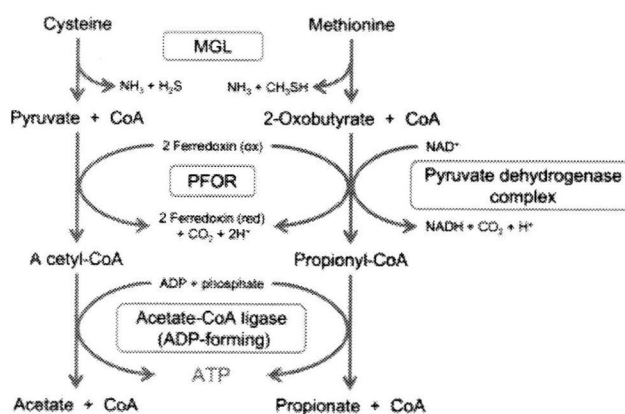 Cysteine
Methionine
MGL
NH₃ + H₂S
NH₃ + CH₃SH
Pyruvate + CoA
2-Oxobutyrate + CoA
2 Ferredoxin (ox)
NAD⁺
PFOR
Pyruvate dehydrogenase
complex
2 Ferredoxin (red)
+ CO₂ + 2H⁺
NADH + CO₂ + H⁺
A cetyl-CoA
Propionyl-CoA
ADP + phosphate
Acetate-CoA ligase
(ADP-forming)
ATP
Acetate + CoA
Propionate + CoA